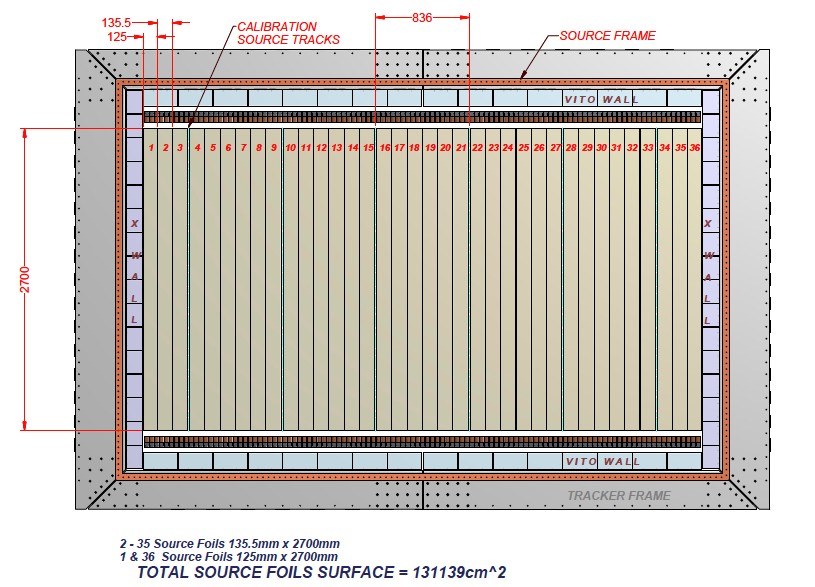 836
135.5
CALIBRATION
SOURCE TRACKS
125
SOURCE FRAME
VITO WALL
1 2 3 4 5 6 7 8 9 10 11 12 13 14 15 16 17 18 19 20 21 22 23 24 25 26 27 28 29 30 31 32 33 34 35 36
2700
X WALL
X WALL
VITO WALL
TRACKER FRAME
2 - 35 Source Foils 135.5mm x 2700mm
1 & 36 Source Foils 125mm x 2700mm
TOTAL SOURCE FOILS SURFACE = 131139cm^2